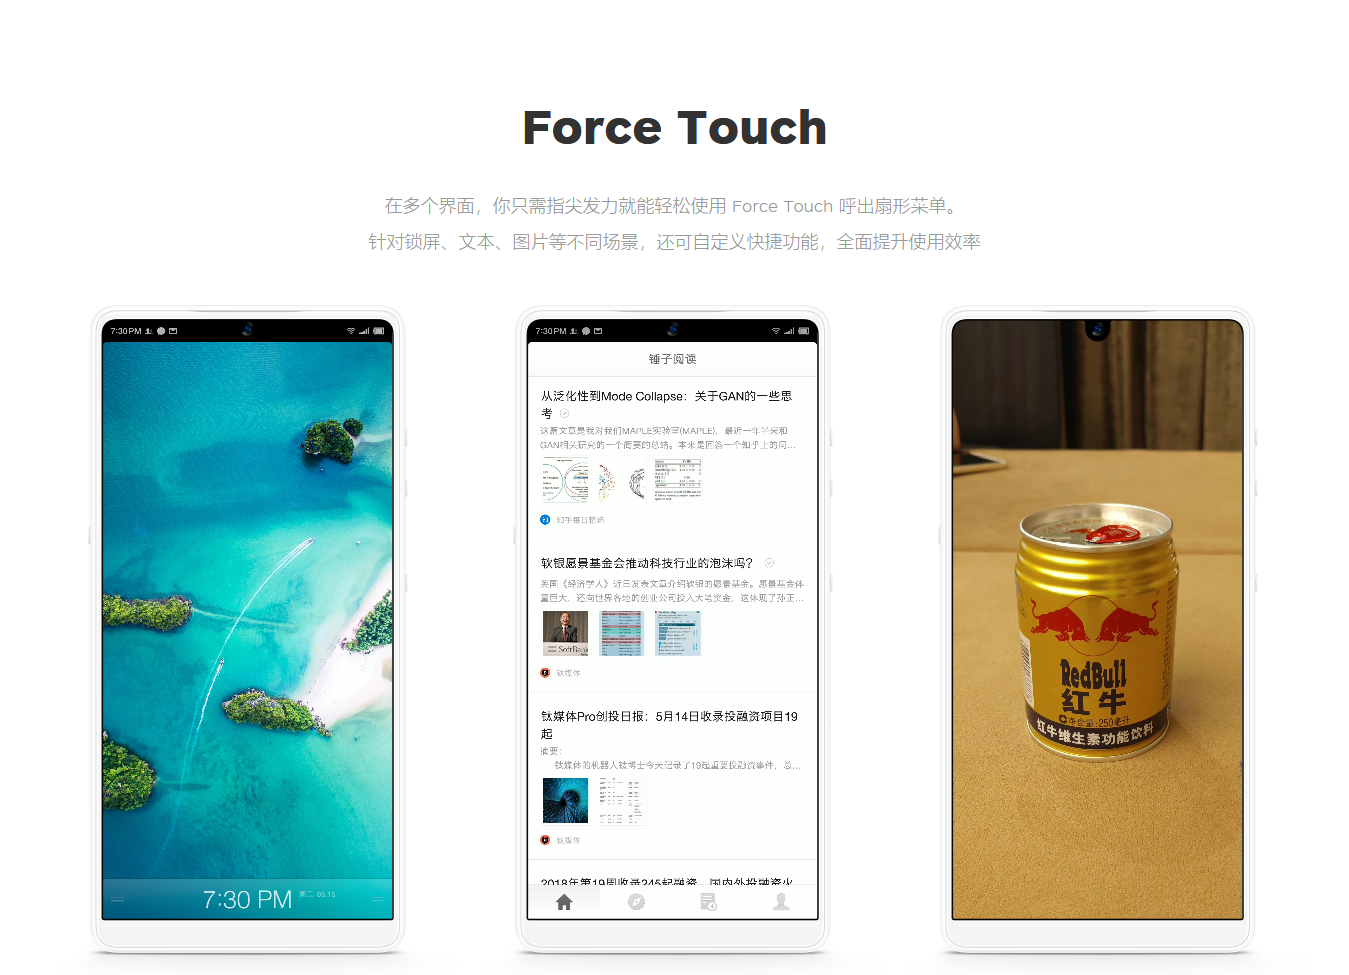 Force Touch
在多个界面，你只需指尖发力就能轻松使用 Force Touch 呼出扇形菜单。
针对锁屏、文本、图片等不同场景，还可自定义快捷功能，全面提升使用效率
7:30PM
7:30 PM
周二 05.15
7:30PM
锤子阅读
从泛化性到Mode Collapse：关于GAN的一些思
考
这篇文章是我对我们MAPLE实验室(MAPLE)，最近一年半来和
GAN相关研究的一个简要的总结。本来是回答一个知乎上的问...
知乎每日精选
软银愿景基金会推动科技行业的泡沫吗？
英国《经济学人》近日发表文章介绍软银的愿景基金。愿景基金体
量巨大，还向世界各地的创业公司投入大笔资金，这体现了孙正...
SoftBank
钛媒体
钛媒体Pro创投日报：5月14日收录投融资项目19
起
摘要：
钛媒体的机器人钛博士今天记录了19起重要投融资事件，总...
钛媒体
2018年第19周收录245起融资，国内外投融资火
RedBull
红牛
净含量:250毫升
红牛维生素功能饮料